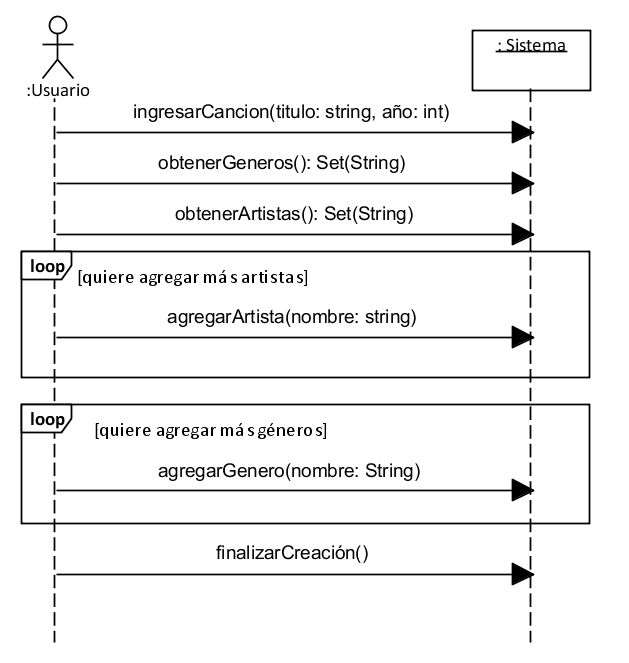 : Sistema
:Usuario
ingresarCancion(titulo: string, año: int)
obtenerGeneros(): Set(String)
obtenerArtistas(): Set(String)
loop
[quiere agregar más artistas]
agregarArtista(nombre: string)
loop
[quiere agregar más géneros]
agregarGenero(nombre: String)
finalizarCreación()